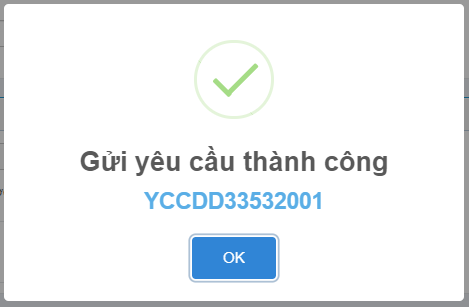 Gửi yêu cầu thành công
YCCDD33532001
OK